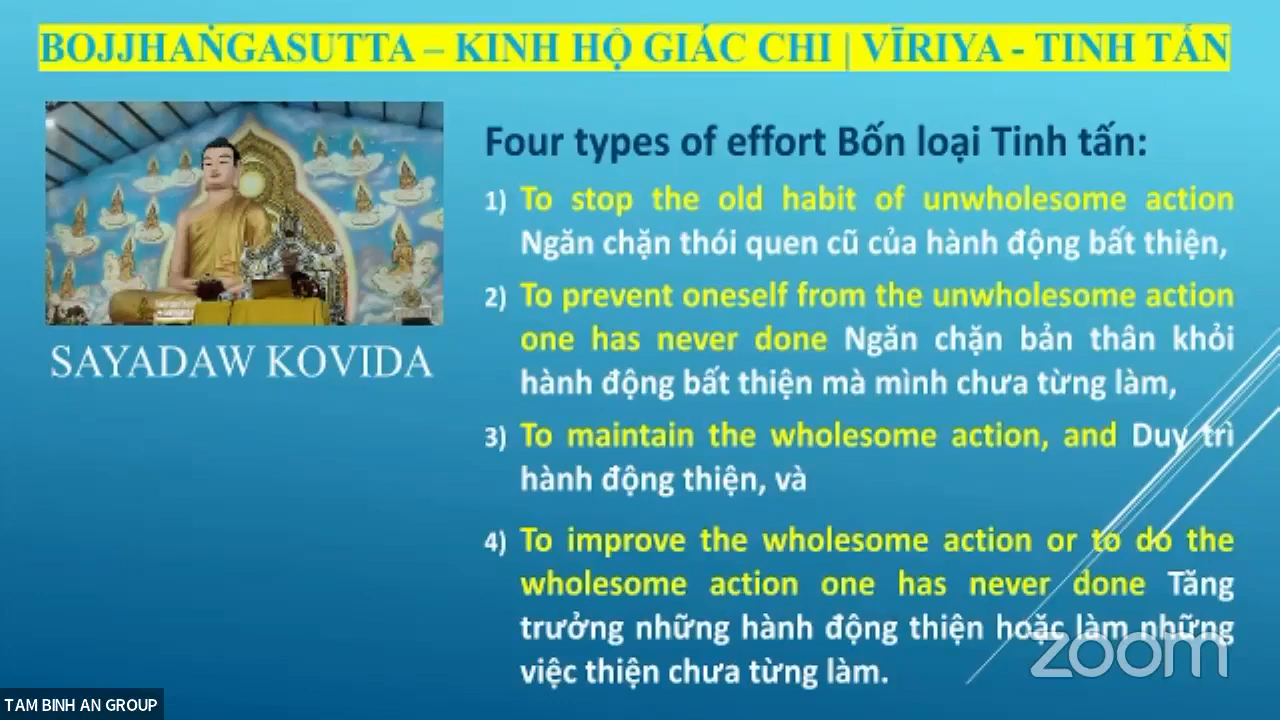 BOJJHAṄGASUTTA – KINH HỘ GIÁC CHI | VĪRIYA - TINH TẤN
SAYADAW KOVIDA
Four types of effort Bốn loại Tinh tấn:
1) To stop the old habit of unwholesome action
Ngăn chặn thói quen cũ của hành động bất thiện,
2) To prevent oneself from the unwholesome action
one has never done Ngăn chặn bản thân khỏi
hành động bất thiện mà mình chưa từng làm,
3) To maintain the wholesome action, and Duy trì
hành động thiện, và
4) To improve the wholesome action or to do the
wholesome action one has never done Tăng
trưởng những hành động thiện hoặc làm những
việc thiện chưa từng làm.
zoom
TAM BINH AN GROUP